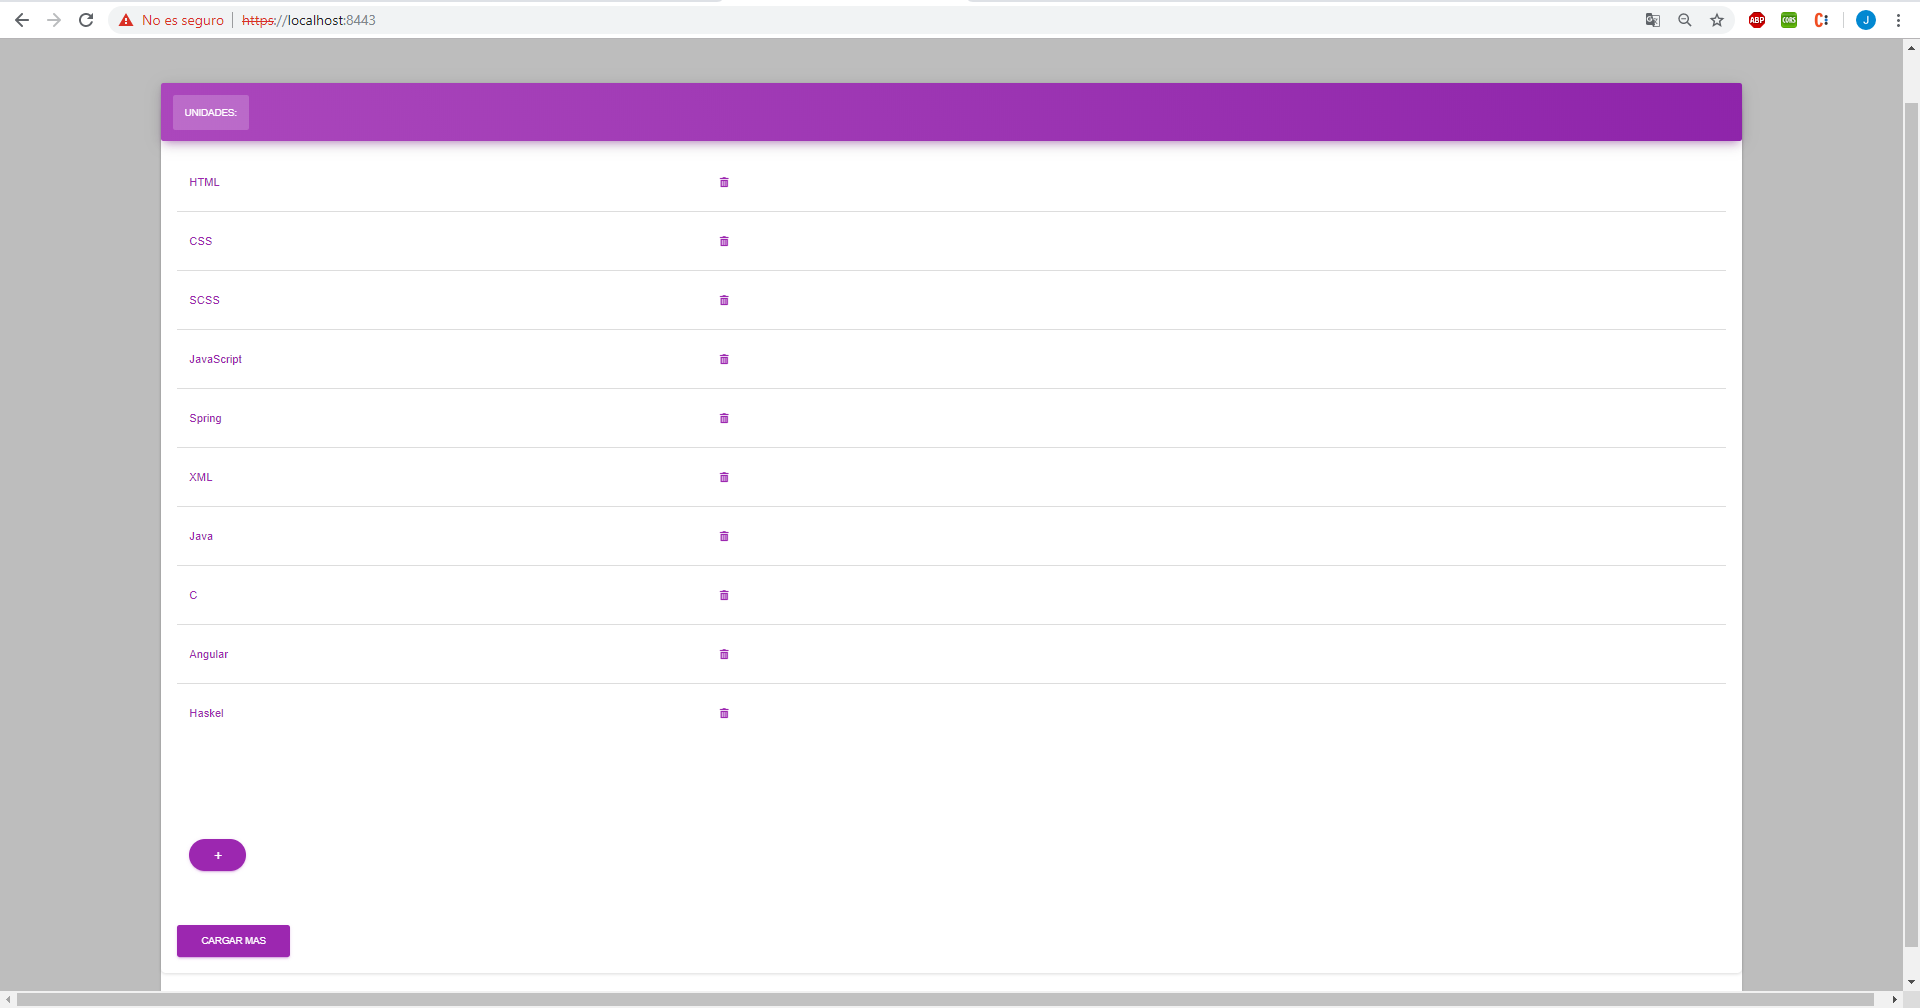 No es seguro | https://localhost:8443
ABP
CORS
J
UNIDADES:
HTML
CSS
SCSS
JavaScript
Spring
XML
Java
C
Angular
Haskel
+
CARGAR MAS